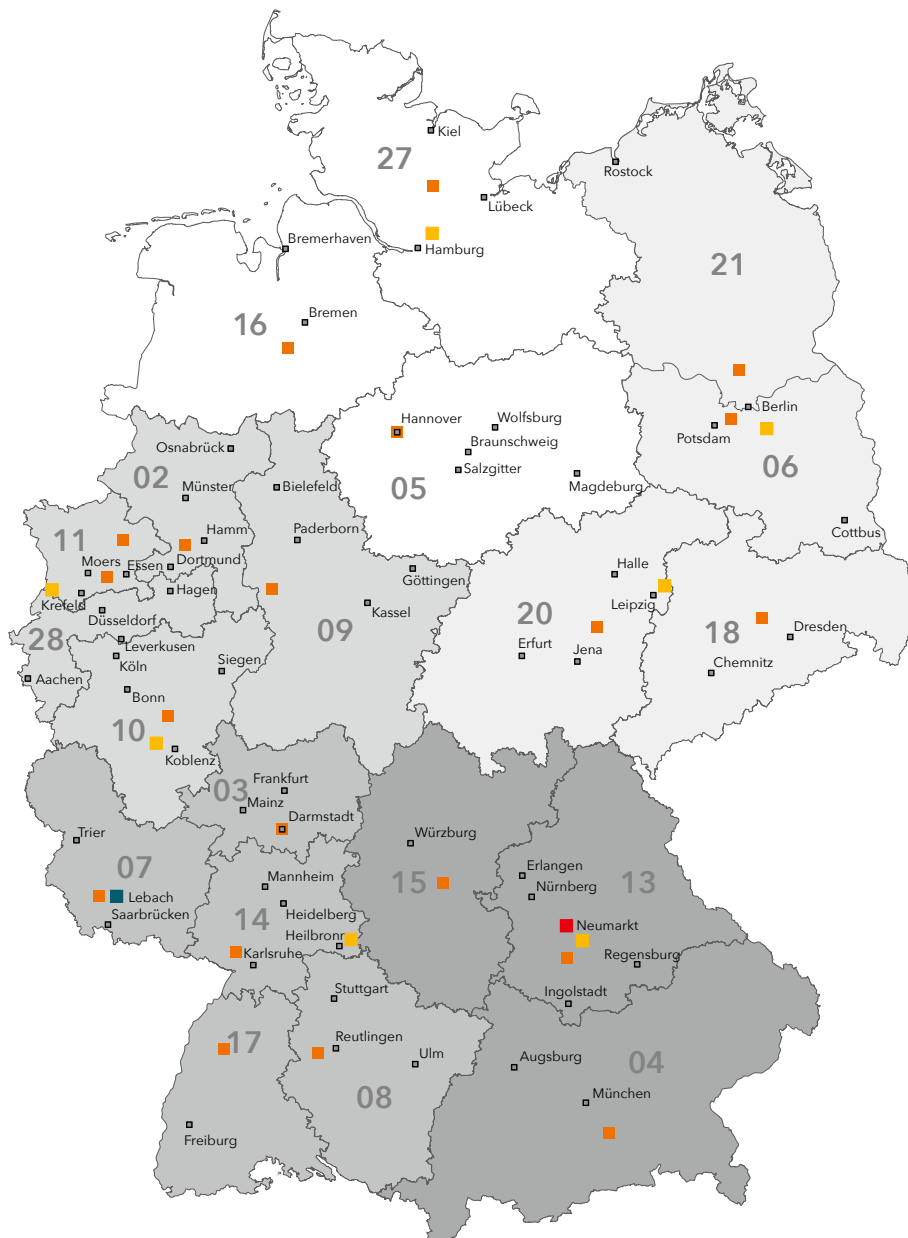 Kiel
27
Rostock
Lübeck
Bremerhaven
Hamburg
21
16
Bremen
Berlin
Hannover
Wolfsburg
Potsdam
Osnabrück
Braunschweig
02
Salzgitter
06
Münster
Bielefeld
05
Magdeburg
Cottbus
11
Hamm
Paderborn
Moers
Essen
Dortmund
Göttingen
Halle
Krefeld
Hagen
Kassel
Leipzig
Düsseldorf
20
18
Dresden
28
09
Leverkusen
Köln
Siegen
Erfurt
Jena
Chemnitz
Aachen
Bonn
10
Koblenz
Frankfurt
03
Mainz
Darmstadt
Trier
Würzburg
07
Erlangen
15
13
Mannheim
Nürnberg
Lebach
Heidelberg
Saarbrücken
14
Neumarkt
Heilbronn
Karlsruhe
Regensburg
Stuttgart
Ingolstadt
17
Reutlingen
Ulm
Augsburg
04
08
München
Freiburg